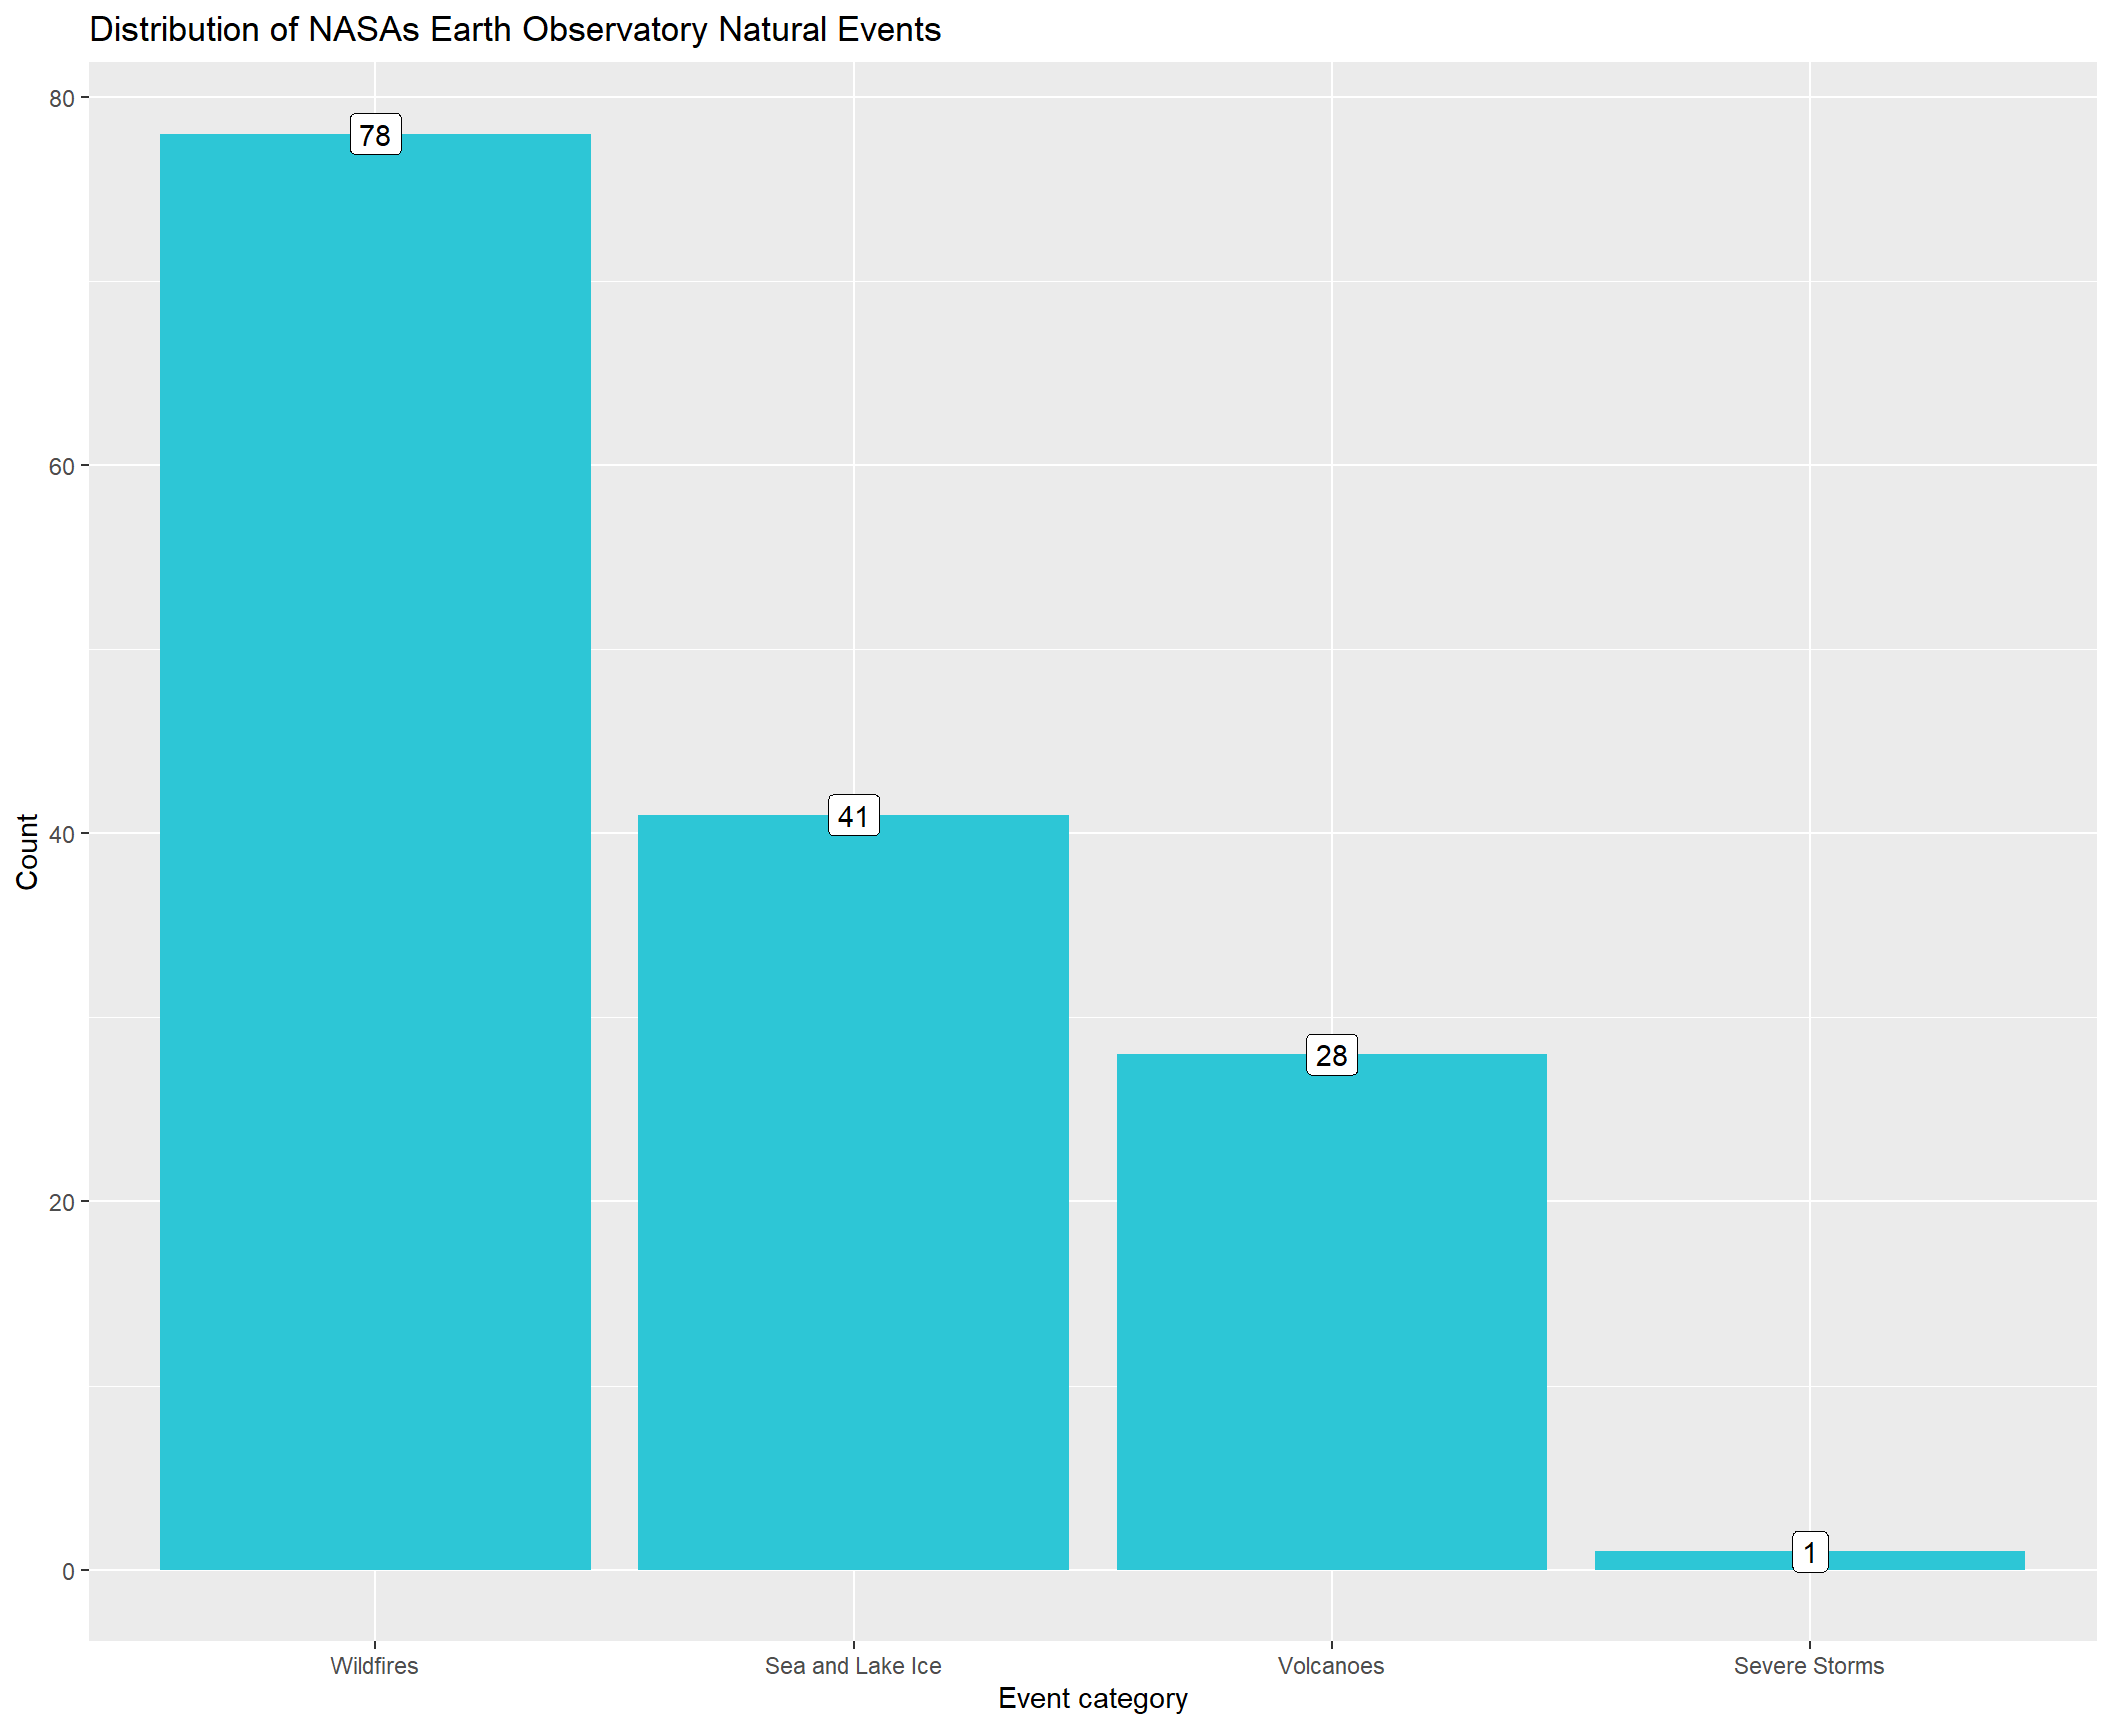 Distribution of NASAs Earth Observatory Natural Events
80
60
40
20
0
Count
78
41
28
1
Wildfires
Sea and Lake Ice
Volcanoes
Severe Storms
Event category